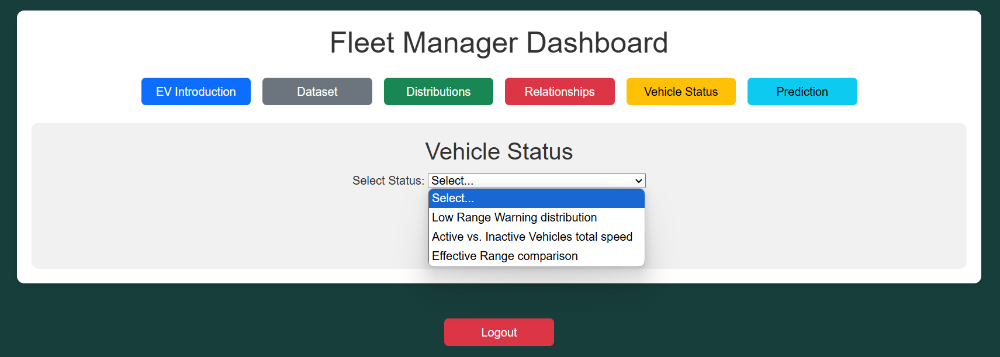 Fleet Manager Dashboard
EV Introduction Dataset Distributions Relationships Vehicle Status Prediction
Vehicle Status
Select Status: Select...
Select...
Low Range Warning distribution
Active vs. Inactive Vehicles total speed
Effective Range comparison
Logout